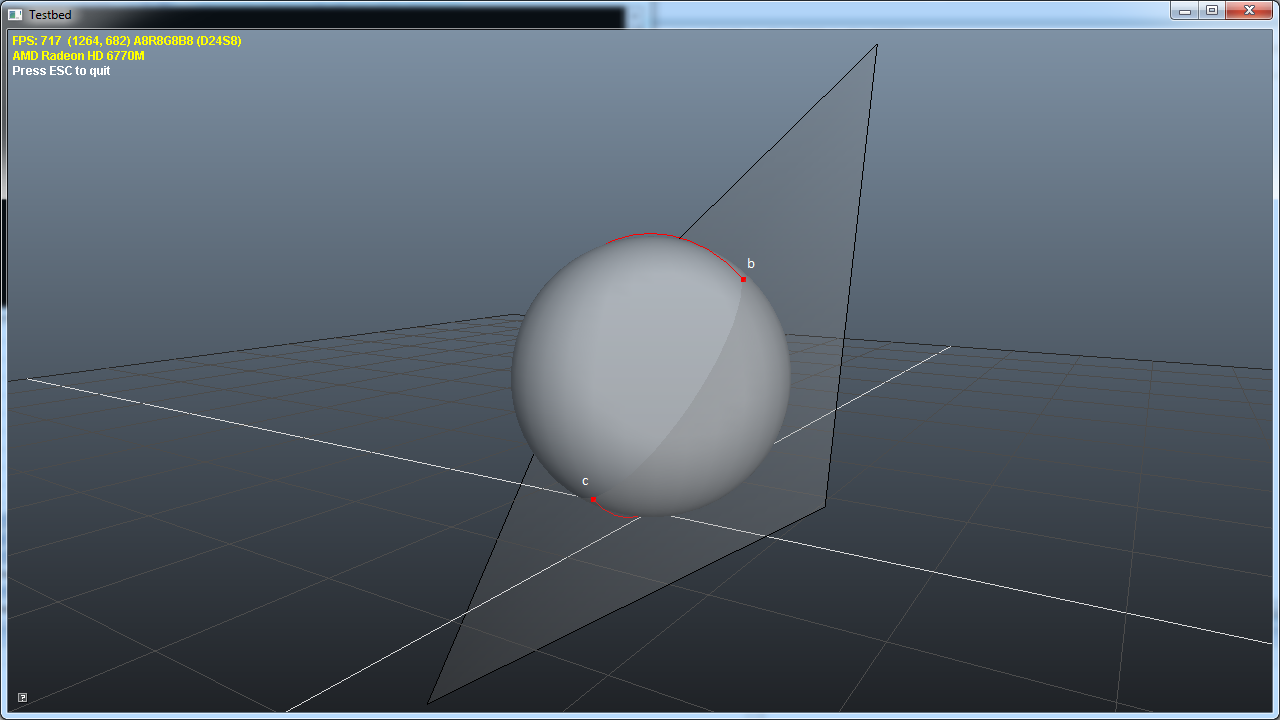 Testbed
FPS: 717 (1264, 682) A8R8G8B8 (D24S8)
AMD Radeon HD 6770M
Press ESC to quit
b
c
?